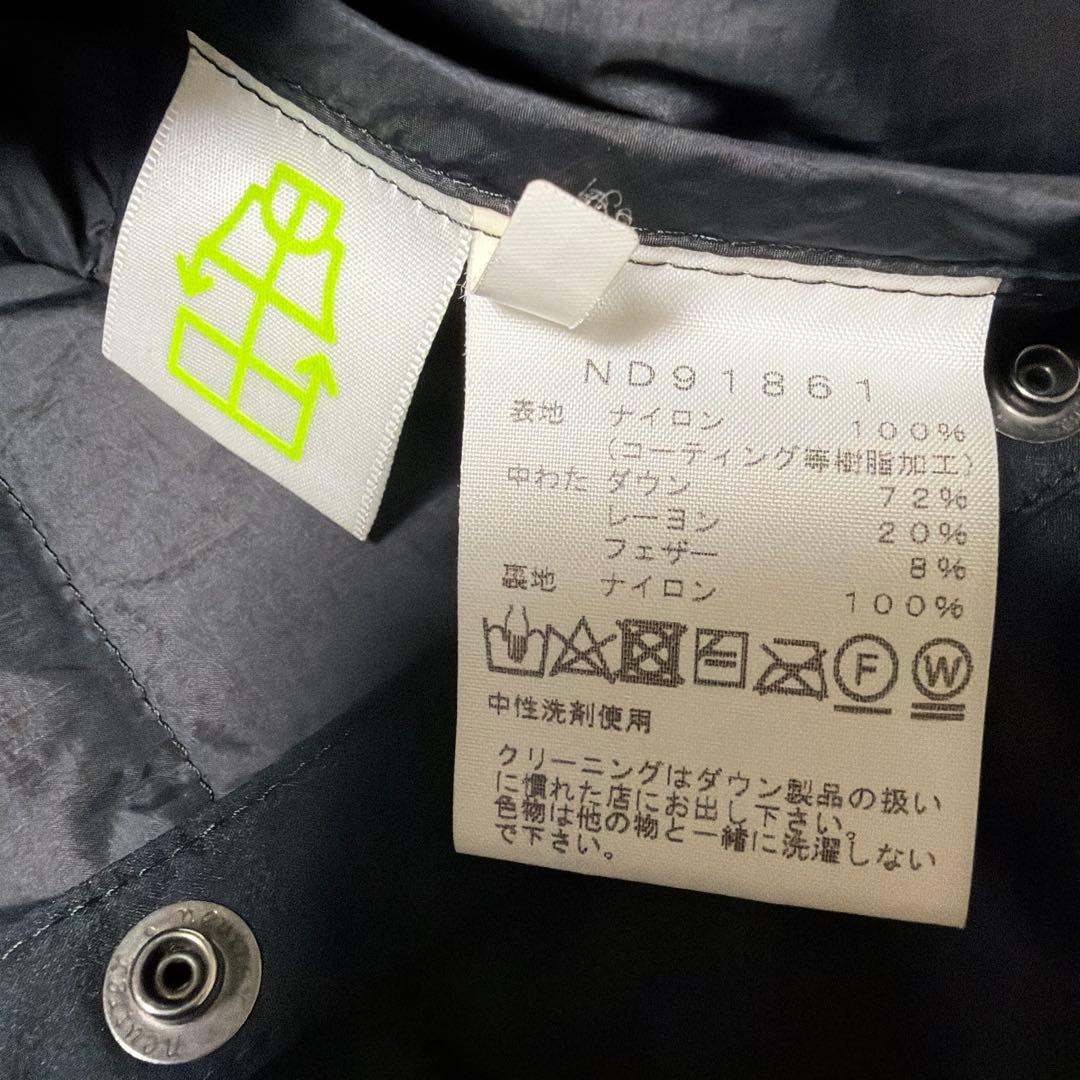 ND91861
表地 ナイロン 100%
(コーティング等樹脂加工)
中わた ダウン 72%
レーヨン 20%
フェザー 8%
裏地 ナイロン 100%
F W
中性洗剤使用
クリーニングはダウン製品の扱い
に慣れた店にお出し下さい。
色物は他の物と一緒に洗濯しない
で下さい。